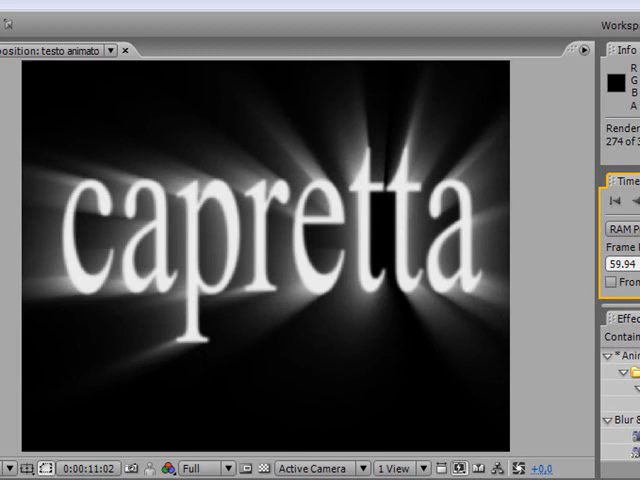 Worksp
position: testo animato
Info
R
G
B
A
Render
274 of 3
capretta
Time
RAM P
Frame
59.94
Fron
Effec
Contain
* Anim
Blur &
0:00:11:02
Full
Active Camera
1 View
+0,0